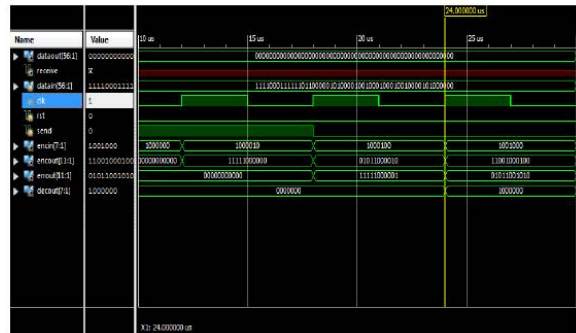 24.000000 us
Name Value 10 us 15 us 20 us 25 us
dataout[56:1] 00000000000 00000000000000000000000000000000000000000000000000000000
receive X
datain[56:1] 11110001111
clk 1
rst 0
send 0
encin[7:1] 1001000 1000000 1000010 1000100 1001000
encout[11:1] 11001000100 00000000000 11111000000 01011000010 11001000100
errout[11:1] 01011001010 00000000000 11111000001 01011001010
decout[7:1] 1000000 0000000 1000000
X1: 24.000000 us